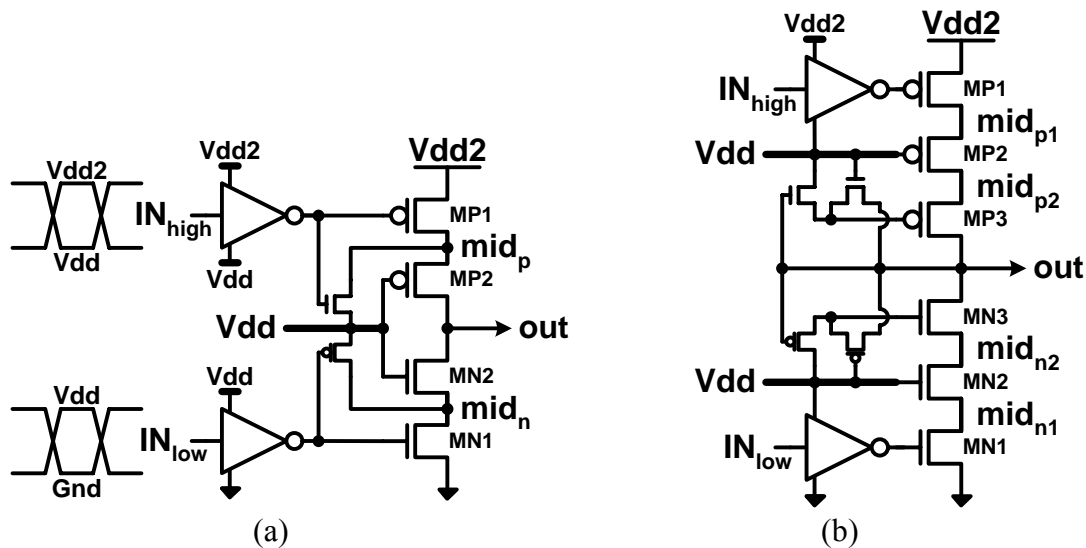 Vdd2
Vdd
IN_high
Vdd2
Vdd
Vdd2
MP1
mid_p
MP2
Vdd
out
MN2
mid_n
MN1
Vdd
Gnd
IN_low
Vdd
(a)
Vdd2
IN_high
Vdd2
MP1
mid_p1
Vdd
MP2
mid_p2
MP3
out
MN3
mid_n2
Vdd
MN2
mid_n1
IN_low
MN1
(b)